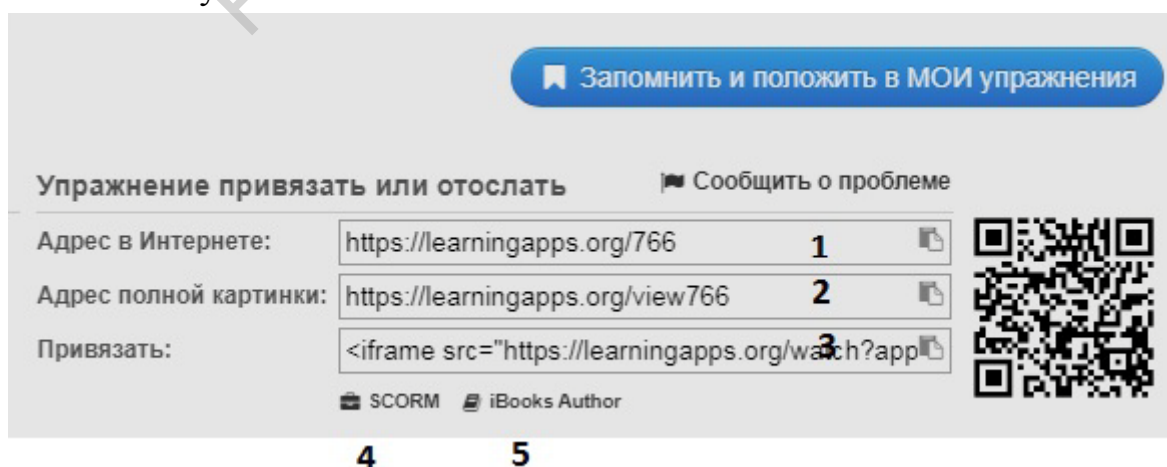 Запомнить и положить в МОИ упражнения
Упражнение привязать или отослать Сообщить о проблеме
Адрес в Интернете: https://learningapps.org/766 1
Адрес полной картинки: https://learningapps.org/view766 2
Привязать: <iframe src="https://learningapps.org/watch?app 3
SCORM iBooks Author
4 5